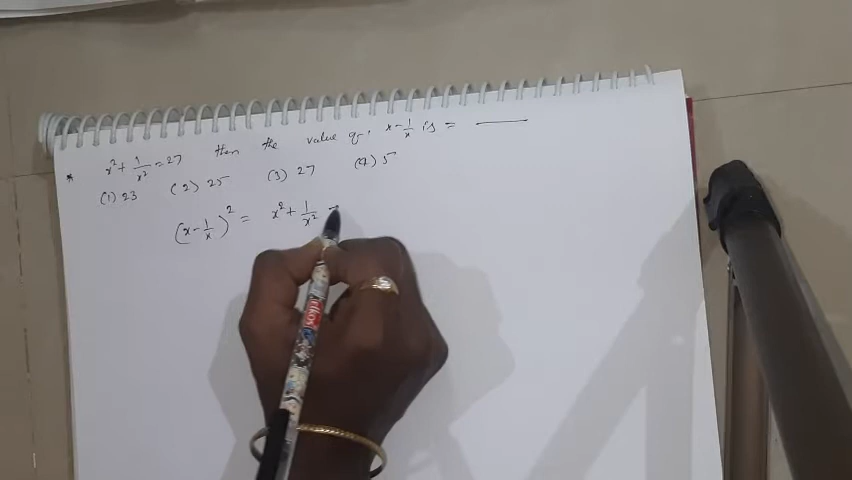 * x² + 1/x² = 27 then the value of x - 1/x is = ———
(1) 23 (2) 25 (3) 27 (4) 5
(x - 1/x)² = x² + 1/x² -